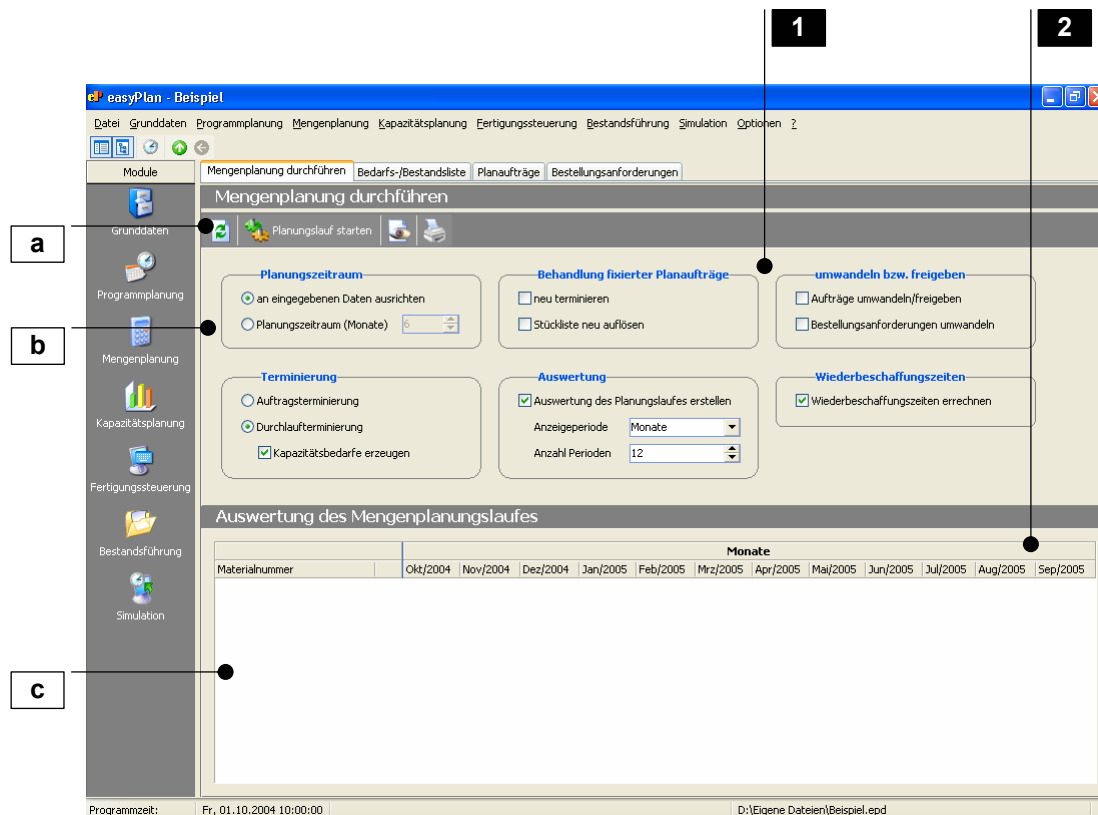 1 2
easyPlan - Beispiel
Datei Grunddaten Programmplanung Mengenplanung Kapazitätsplanung Fertigungssteuerung Bestandsführung Simulation Optionen ?
Module
Mengenplanung durchführen Bedarfs-/Bestandsliste Planaufträge Bestellungsanforderungen
Mengenplanung durchführen
Planungslauf starten
a
b
c
Grunddaten
Programmplanung
Mengenplanung
Kapazitätsplanung
Fertigungssteuerung
Bestandsführung
Simulation
Planungszeitraum
an eingegebenen Daten ausrichten
Planungszeitraum (Monate) 6
Behandlung fixierter Planaufträge
neu terminieren
Stückliste neu auflösen
umwandeln bzw. freigeben
Aufträge umwandeln/freigeben
Bestellungsanforderungen umwandeln
Terminierung
Auftragsterminierung
Durchlaufterminierung
Kapazitätsbedarfe erzeugen
Auswertung
Auswertung des Planungslaufes erstellen
Anzeigeperiode Monate
Anzahl Perioden 12
Wiederbeschaffungszeiten
Wiederbeschaffungszeiten errechnen
Auswertung des Mengenplanungslaufes
Monate
Materialnummer Okt/2004 Nov/2004 Dez/2004 Jan/2005 Feb/2005 Mrz/2005 Apr/2005 Mai/2005 Jun/2005 Jul/2005 Aug/2005 Sep/2005
Programmzeit: Fr, 01.10.2004 10:00:00 D:\Eigene Dateien\Beispiel.epd